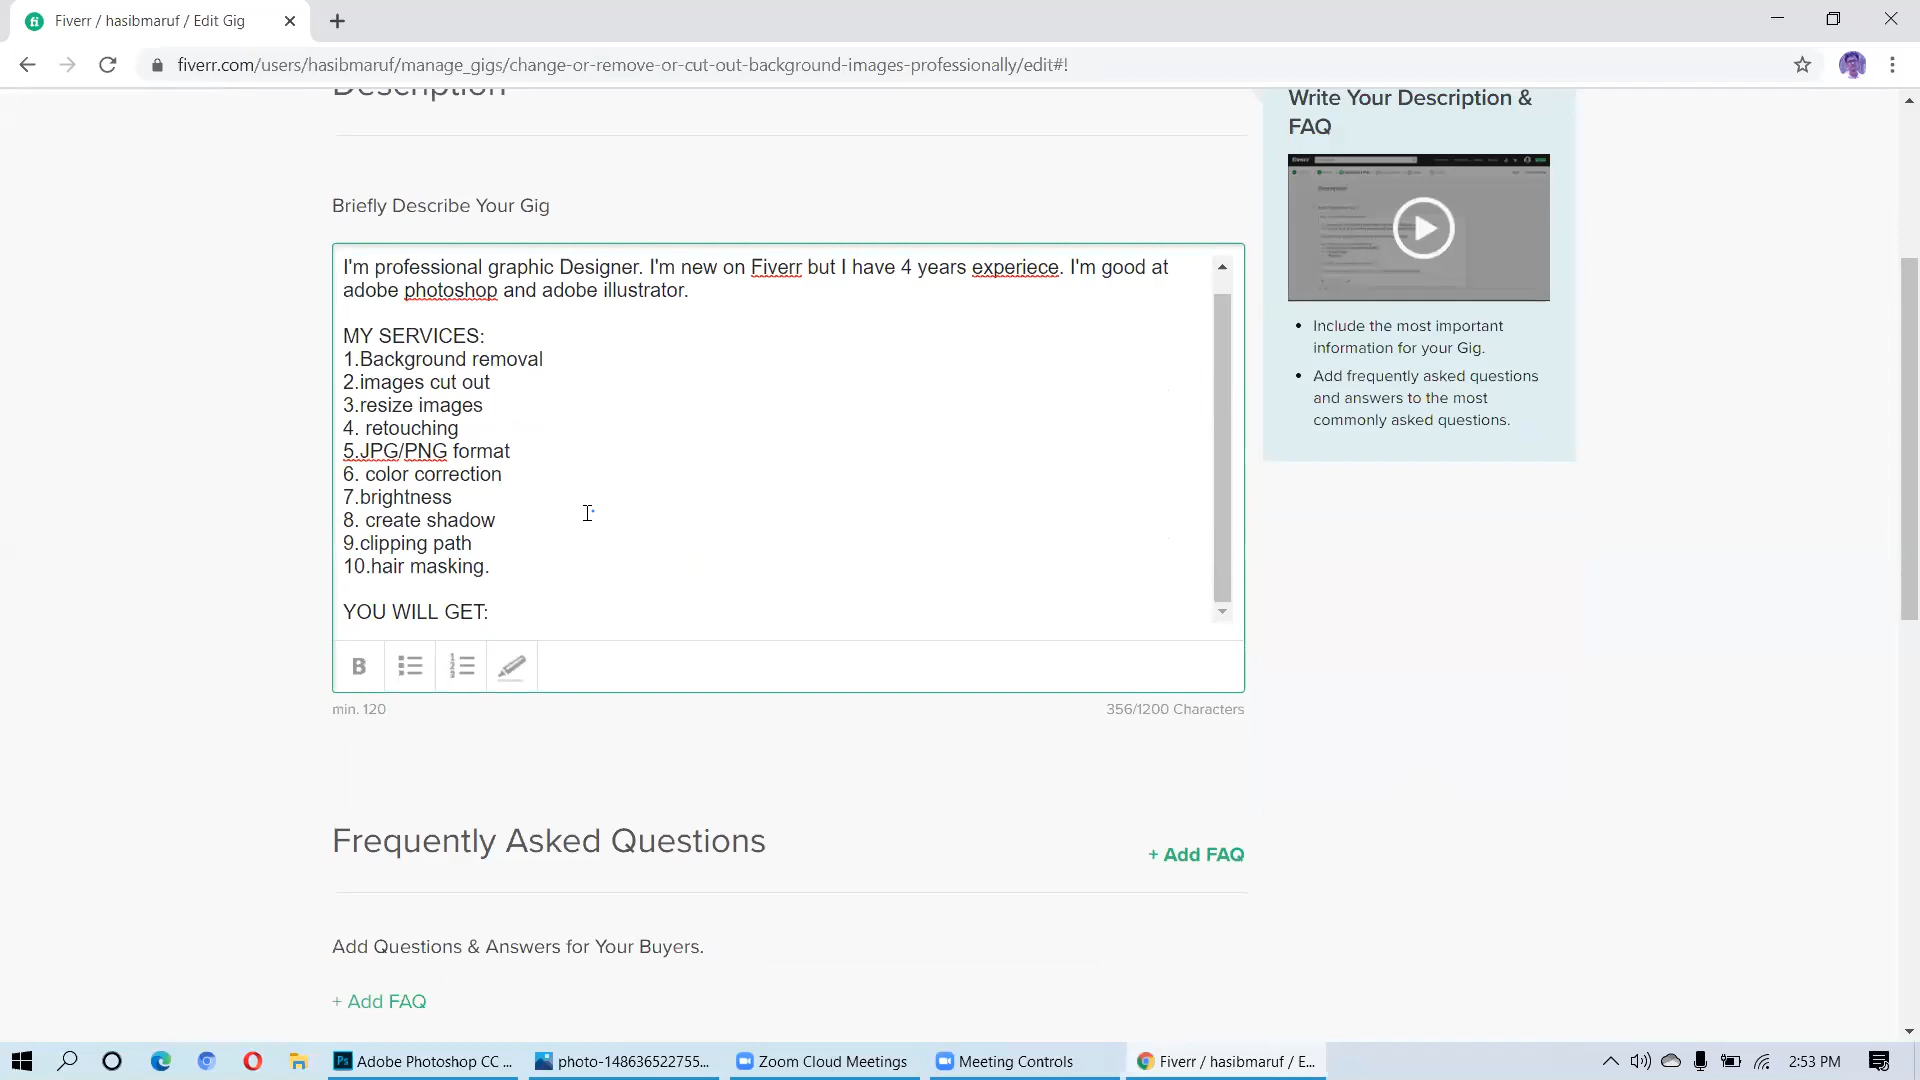 Fiverr / hasibmaruf / Edit Gig
fiverr.com/users/hasibmaruf/manage_gigs/change-or-remove-or-cut-out-background-images-professionally/edit#!
Description
Briefly Describe Your Gig
I'm professional graphic Designer. I'm new on Fiverr but I have 4 years experiece. I'm good at
adobe photoshop and adobe illustrator.
MY SERVICES:
1.Background removal
2.images cut out
3.resize images
4. retouching
5.JPG/PNG format
6. color correction
7.brightness
8. create shadow
9.clipping path
10.hair masking.
YOU WILL GET:
B
min. 120
356/1200 Characters
Write Your Description &
FAQ
Include the most important
information for your Gig.
Add frequently asked questions
and answers to the most
commonly asked questions.
Frequently Asked Questions
+ Add FAQ
Add Questions & Answers for Your Buyers.
+ Add FAQ
Adobe Photoshop CC ...
photo-148636522755...
Zoom Cloud Meetings
Meeting Controls
Fiverr / hasibmaruf / E...
2:53 PM